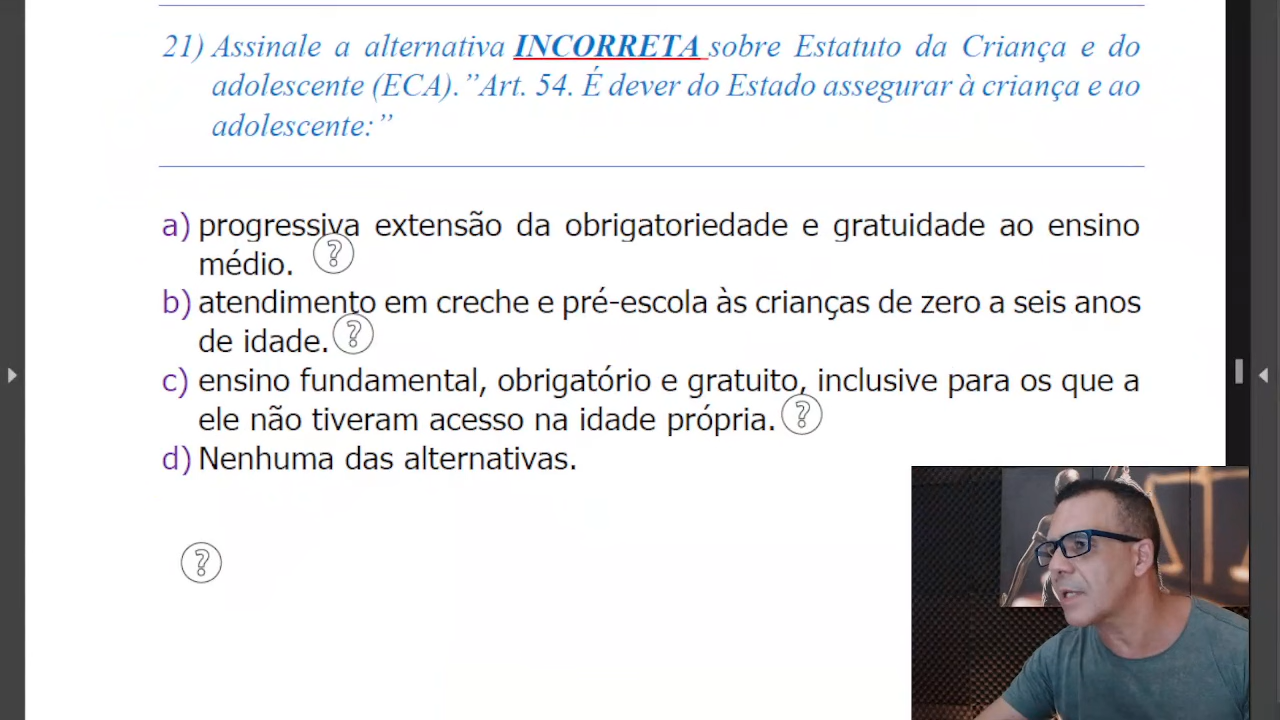 21) Assinale a alternativa INCORRETA sobre Estatuto da Criança e do
adolescente (ECA).”Art. 54. É dever do Estado assegurar à criança e ao
adolescente:”
a) progressiva extensão da obrigatoriedade e gratuidade ao ensino
médio. ?
b) atendimento em creche e pré-escola às crianças de zero a seis anos
de idade. ?
c) ensino fundamental, obrigatório e gratuito, inclusive para os que a
ele não tiveram acesso na idade própria. ?
d) Nenhuma das alternativas.
?